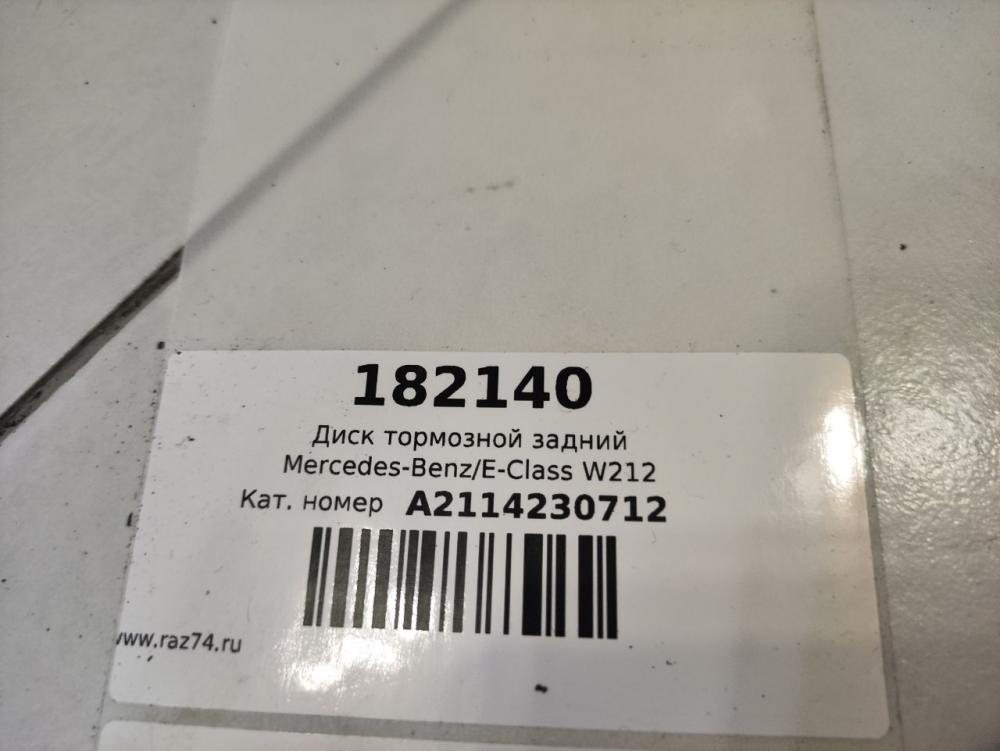 182140
Диск тормозной задний
Mercedes-Benz/E-Class W212
Кат. номер A2114230712
www.raz74.ru